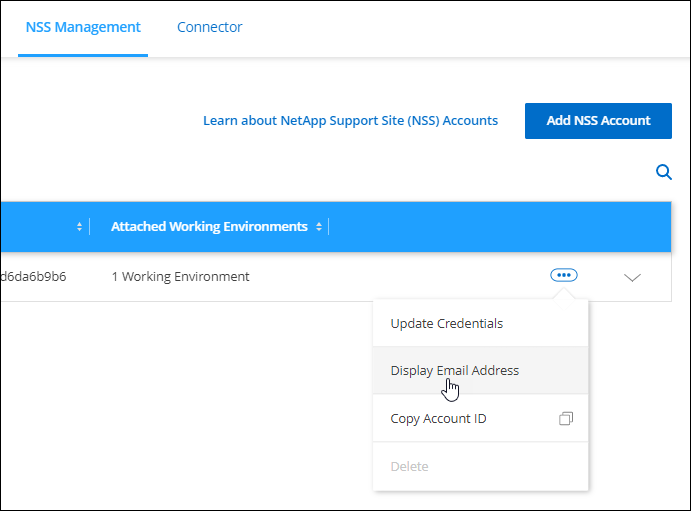 NSS Management
Connector
Learn about NetApp Support Site (NSS) Accounts
Add NSS Account
Attached Working Environments
d6da6b9b6
1 Working Environment
Update Credentials
Display Email Address
Copy Account ID
Delete